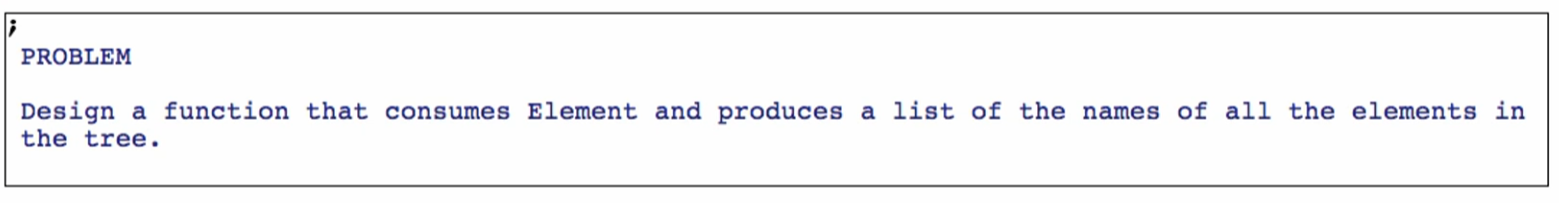 ;
PROBLEM
Design a function that consumes Element and produces a list of the names of all the elements in
the tree.